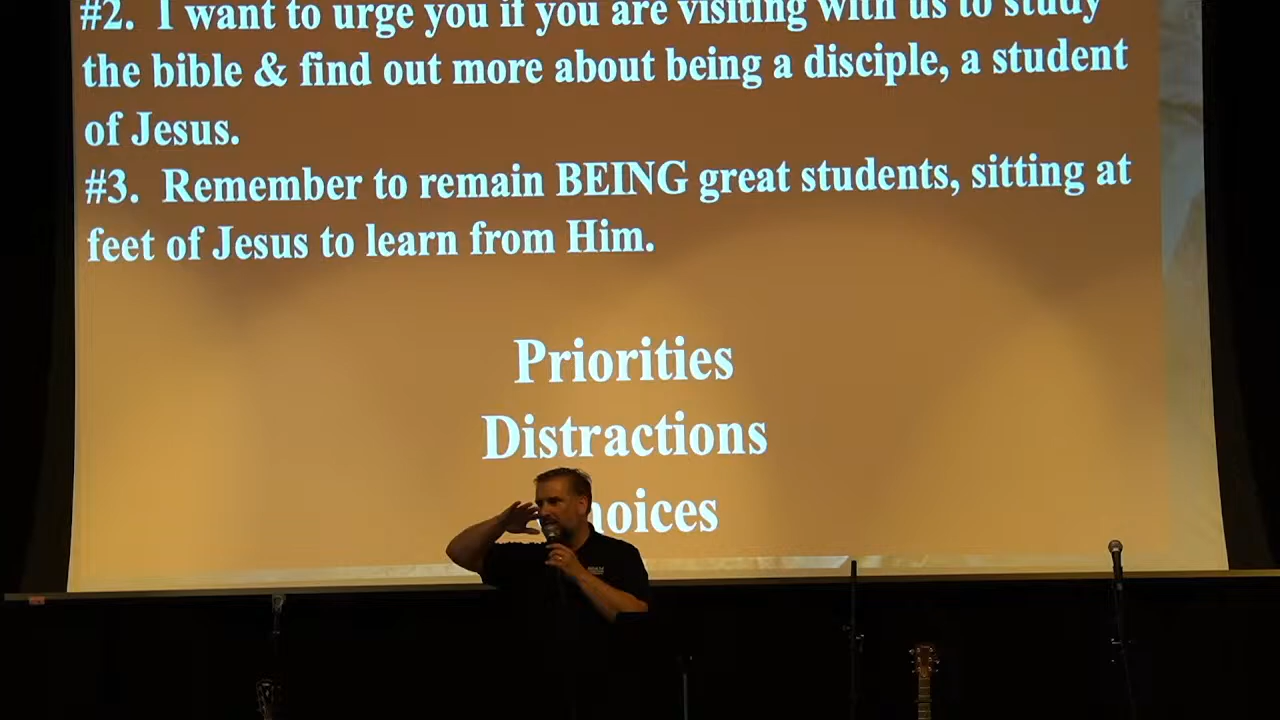 #2. I want to urge you if you are visiting with us to study
the bible & find out more about being a disciple, a student
of Jesus.
#3. Remember to remain BEING great students, sitting at
feet of Jesus to learn from Him.
Priorities
Distractions
hoices